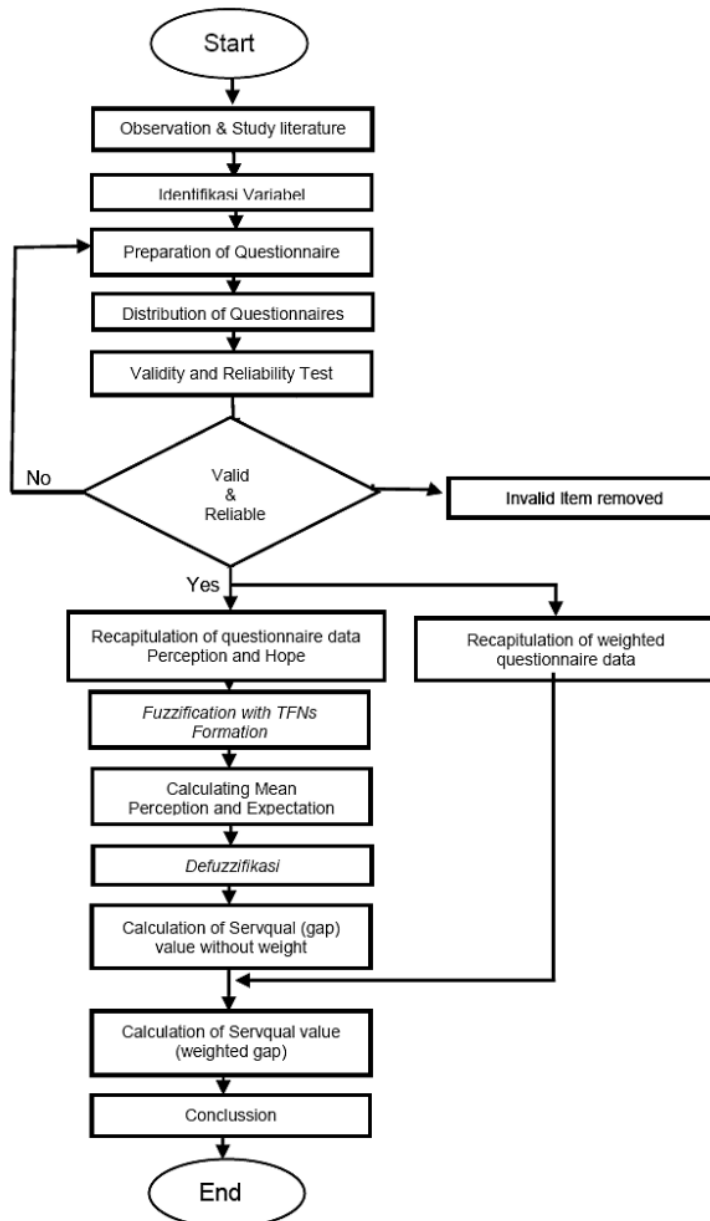 Start
Observation & Study literature
Identifikasi Variabel
Preparation of Questionnaire
Distribution of Questionnaires
Validity and Reliability Test
No
Valid
&
Reliable
Invalid Item removed
Yes
Recapitulation of questionnaire data
Perception and Hope
Recapitulation of weighted
questionnaire data
Fuzzification with TFNs
Formation
Calculating Mean
Perception and Expectation
Defuzzifikasi
Calculation of Servqual (gap)
value without weight
Calculation of Servqual value
(weighted gap)
Conclussion
End